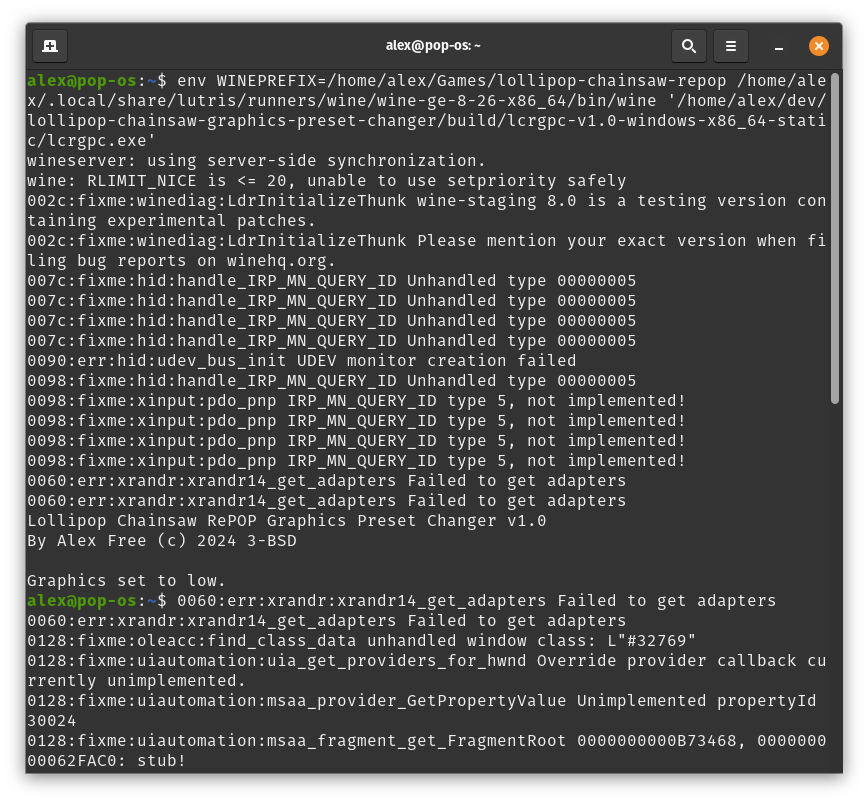 alex@pop-os: ~
alex@pop-os:~$ env WINEPREFIX=/home/alex/Games/lollipop-chainsaw-repop /home/ale
x/.local/share/lutris/runners/wine/wine-ge-8-26-x86_64/bin/wine '/home/alex/dev/
lollipop-chainsaw-graphics-preset-changer/build/lcrgpc-v1.0-windows-x86_64-stati
c/lcrgpc.exe'
wineserver: using server-side synchronization.
wine: RLIMIT_NICE is <= 20, unable to use setpriority safely
002c:fixme:winediag:LdrInitializeThunk wine-staging 8.0 is a testing version con
taining experimental patches.
002c:fixme:winediag:LdrInitializeThunk Please mention your exact version when fi
ling bug reports on winehq.org.
007c:fixme:hid:handle_IRP_MN_QUERY_ID Unhandled type 00000005
007c:fixme:hid:handle_IRP_MN_QUERY_ID Unhandled type 00000005
007c:fixme:hid:handle_IRP_MN_QUERY_ID Unhandled type 00000005
007c:fixme:hid:handle_IRP_MN_QUERY_ID Unhandled type 00000005
0090:err:hid:udev_bus_init UDEV monitor creation failed
0098:fixme:hid:handle_IRP_MN_QUERY_ID Unhandled type 00000005
0098:fixme:xinput:pdo_pnp IRP_MN_QUERY_ID type 5, not implemented!
0098:fixme:xinput:pdo_pnp IRP_MN_QUERY_ID type 5, not implemented!
0098:fixme:xinput:pdo_pnp IRP_MN_QUERY_ID type 5, not implemented!
0098:fixme:xinput:pdo_pnp IRP_MN_QUERY_ID type 5, not implemented!
0060:err:xrandr:xrandr14_get_adapters Failed to get adapters
0060:err:xrandr:xrandr14_get_adapters Failed to get adapters
Lollipop Chainsaw RePOP Graphics Preset Changer v1.0
By Alex Free (c) 2024 3-BSD
Graphics set to low.
alex@pop-os:~$ 0060:err:xrandr:xrandr14_get_adapters Failed to get adapters
0060:err:xrandr:xrandr14_get_adapters Failed to get adapters
0128:fixme:oleacc:find_class_data unhandled window class: L"#32769"
0128:fixme:uiautomation:uia_get_providers_for_hwnd Override provider callback cu
rrently unimplemented.
0128:fixme:uiautomation:msaa_provider_GetPropertyValue Unimplemented propertyId
30024
0128:fixme:uiautomation:msaa_fragment_get_FragmentRoot 0000000000B73468, 0000000
00062FAC0: stub!